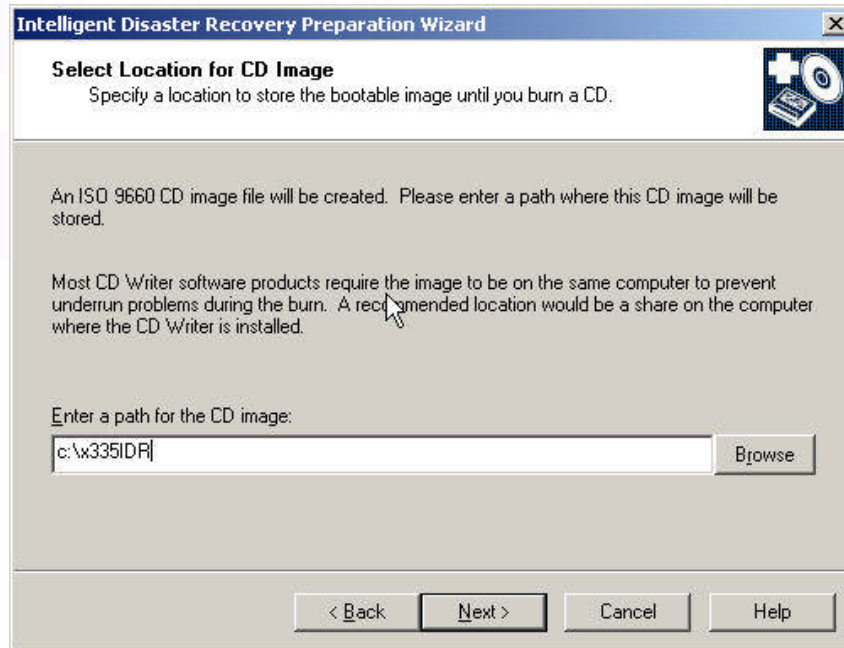 Intelligent Disaster Recovery Preparation Wizard
Select Location for CD Image
Specify a location to store the bootable image until you burn a CD.
An ISO 9660 CD image file will be created. Please enter a path where this CD image will be
stored.
Most CD Writer software products require the image to be on the same computer to prevent
underrun problems during the burn. A recommended location would be a share on the computer
where the CD Writer is installed.
Enter a path for the CD image:
c:\x335IDR
Browse
< Back Next > Cancel Help